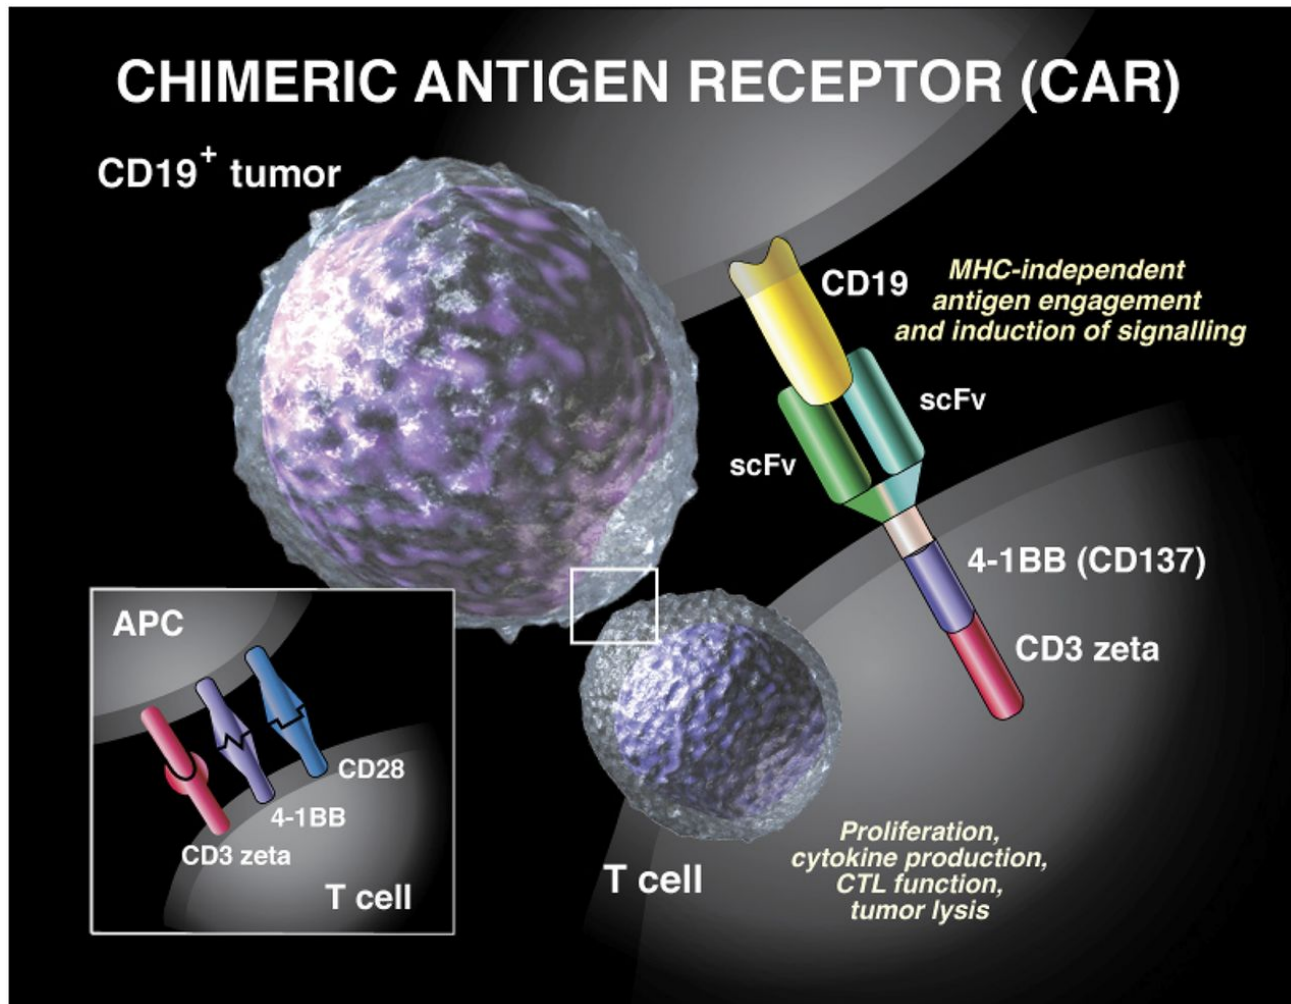 CHIMERIC ANTIGEN RECEPTOR (CAR)
CD19⁺ tumor
CD19
MHC-independent
antigen engagement
and induction of signalling
scFv
scFv
4-1BB (CD137)
CD3 zeta
APC
CD28
4-1BB
CD3 zeta
T cell
T cell
Proliferation,
cytokine production,
CTL function,
tumor lysis